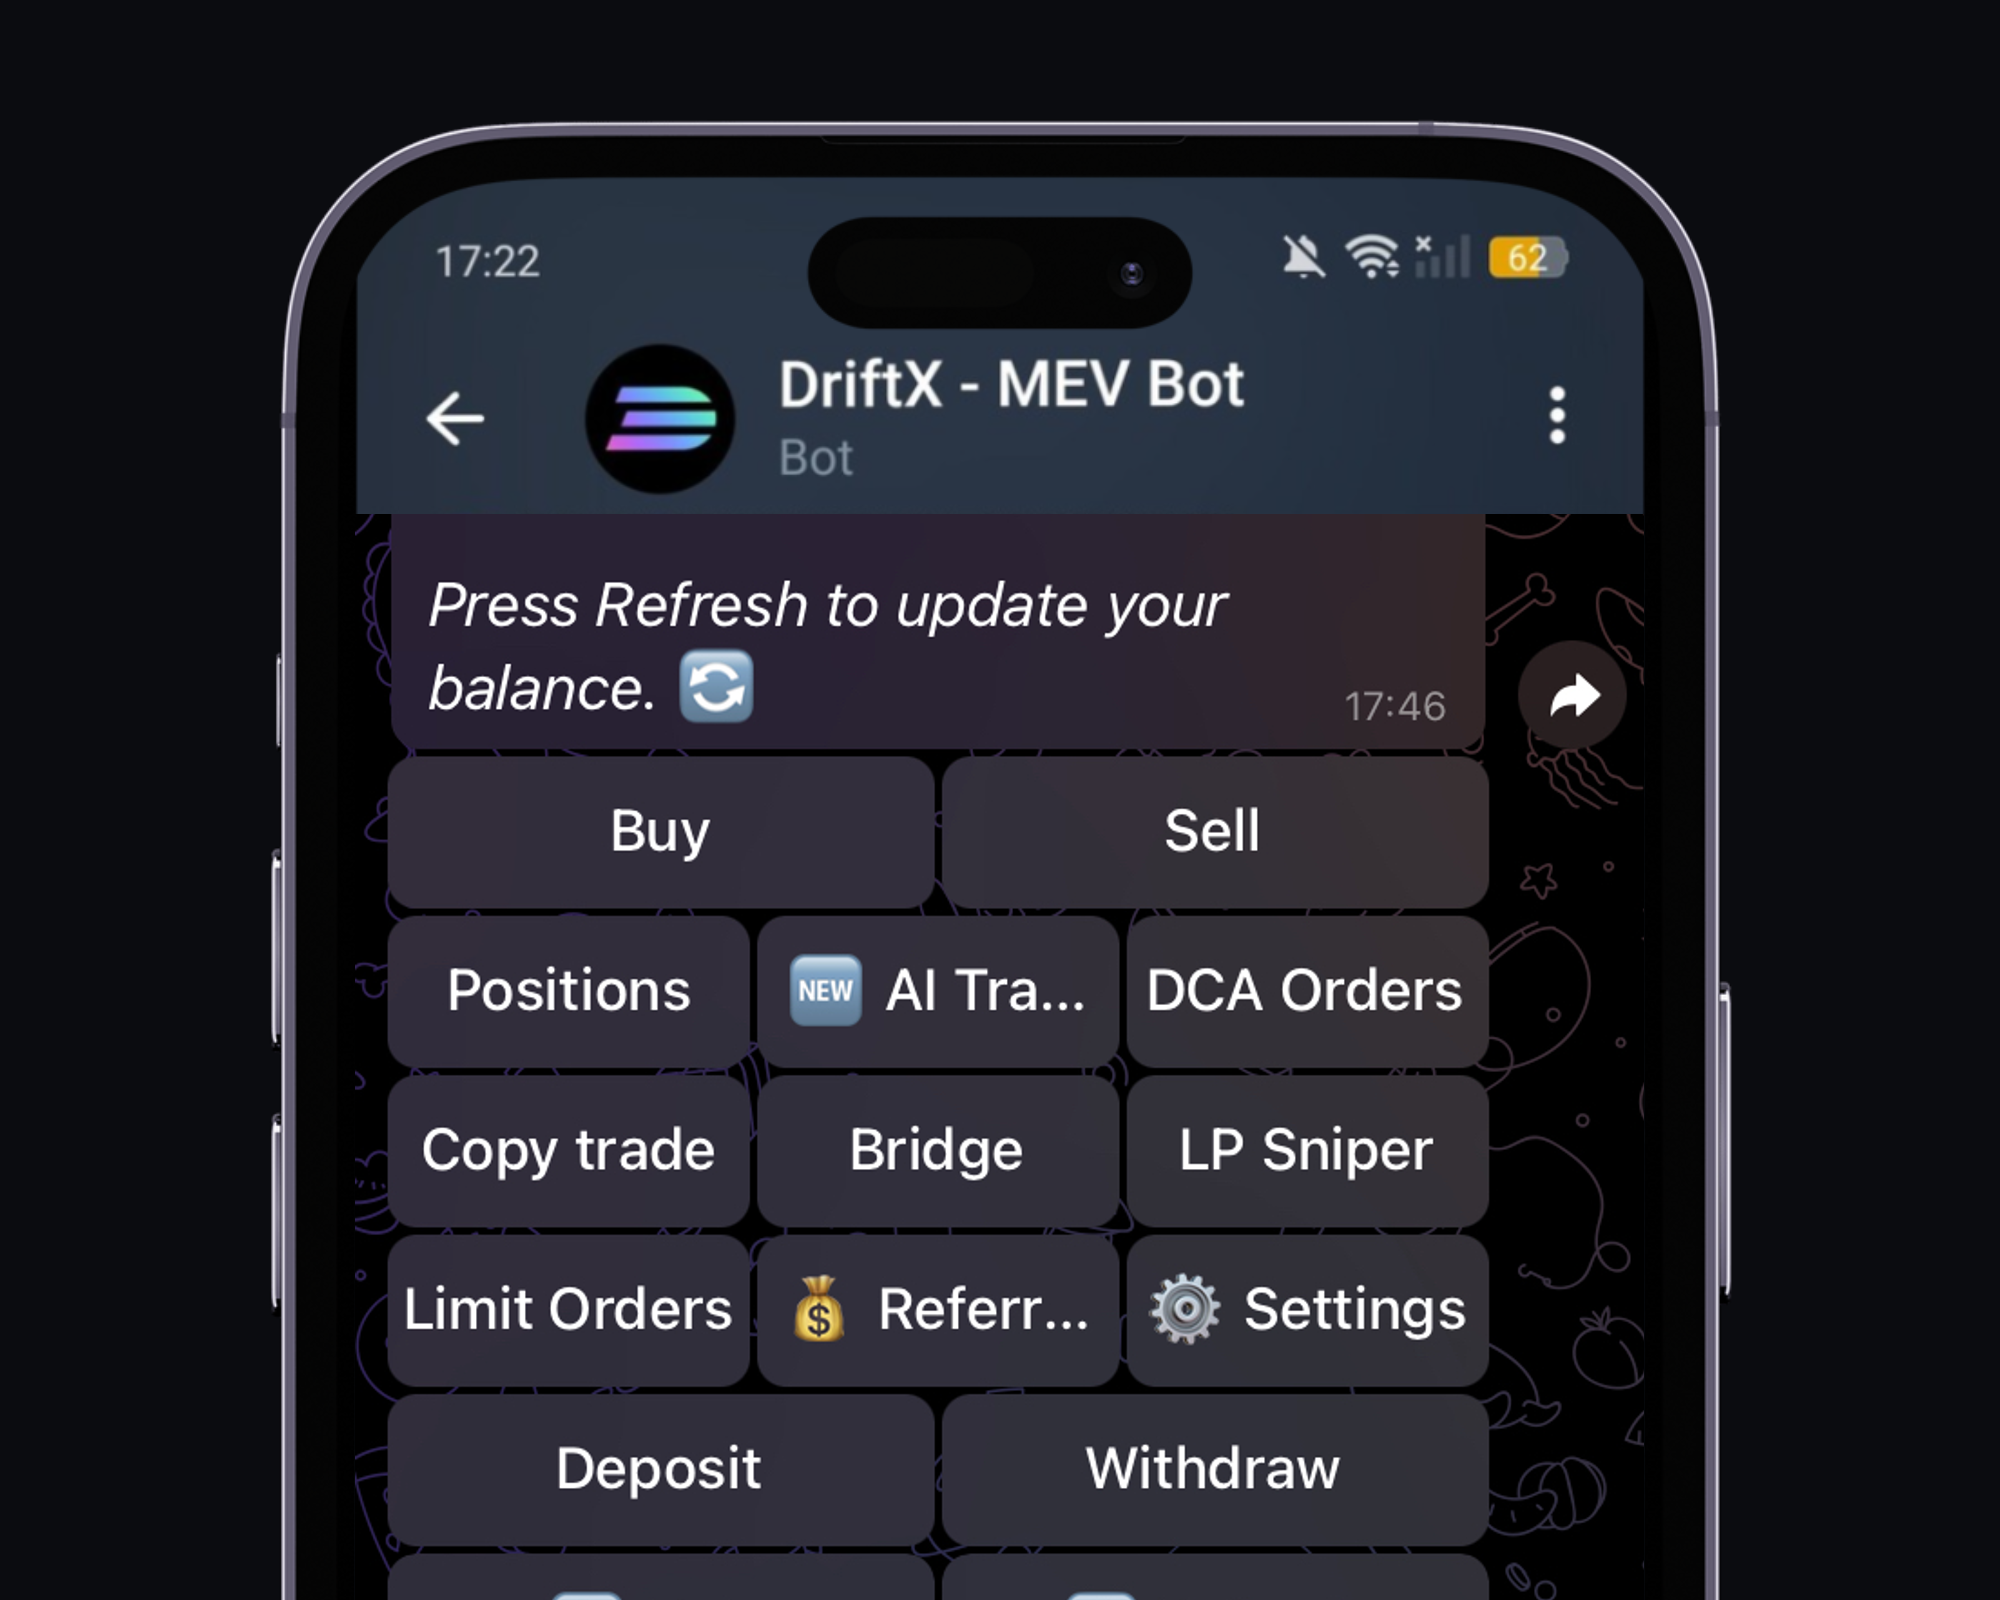 17:22
62
DriftX - MEV Bot
Bot
Press Refresh to update your
balance. 🔄
17:46
Buy
Sell
Positions
🆕 AI Tra...
DCA Orders
Copy trade
Bridge
LP Sniper
Limit Orders
💰 Referr...
⚙️ Settings
Deposit
Withdraw